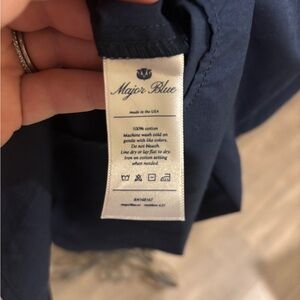 Major Blue
made in the USA
100% cotton
Machine wash cold on
gentle with like colors.
Do not bleach.
Line dry or lay flat to dry.
Iron on cotton setting
when needed.